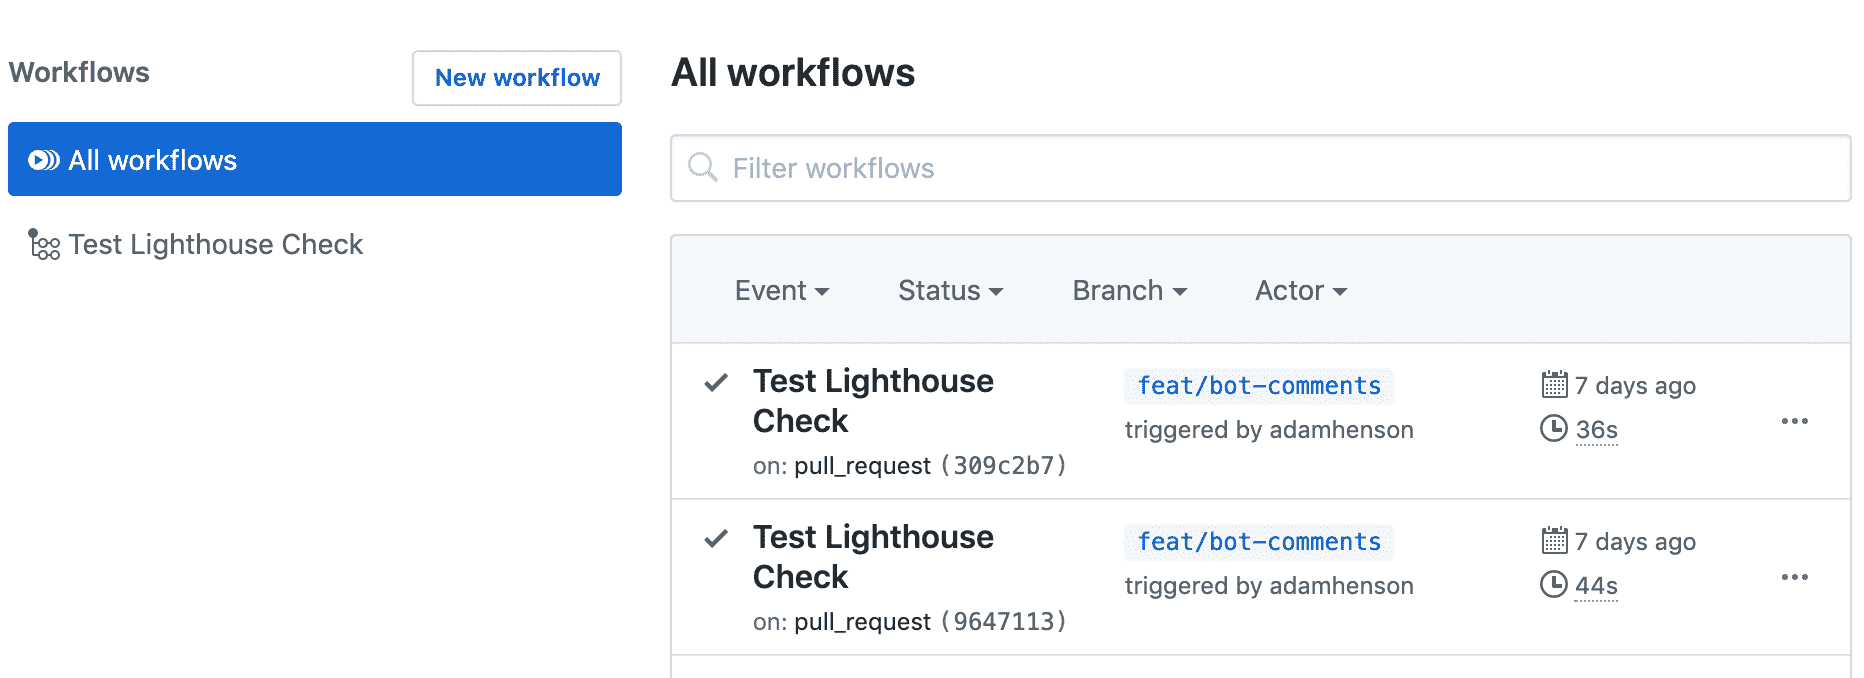 Workflows
New workflow
All workflows
Test Lighthouse Check
All workflows
Filter workflows
Event Status Branch Actor
Test Lighthouse
Check
on: pull_request (309c2b7)
feat/bot-comments
triggered by adamhenson
7 days ago
36s
Test Lighthouse
Check
on: pull_request (9647113)
feat/bot-comments
triggered by adamhenson
7 days ago
44s